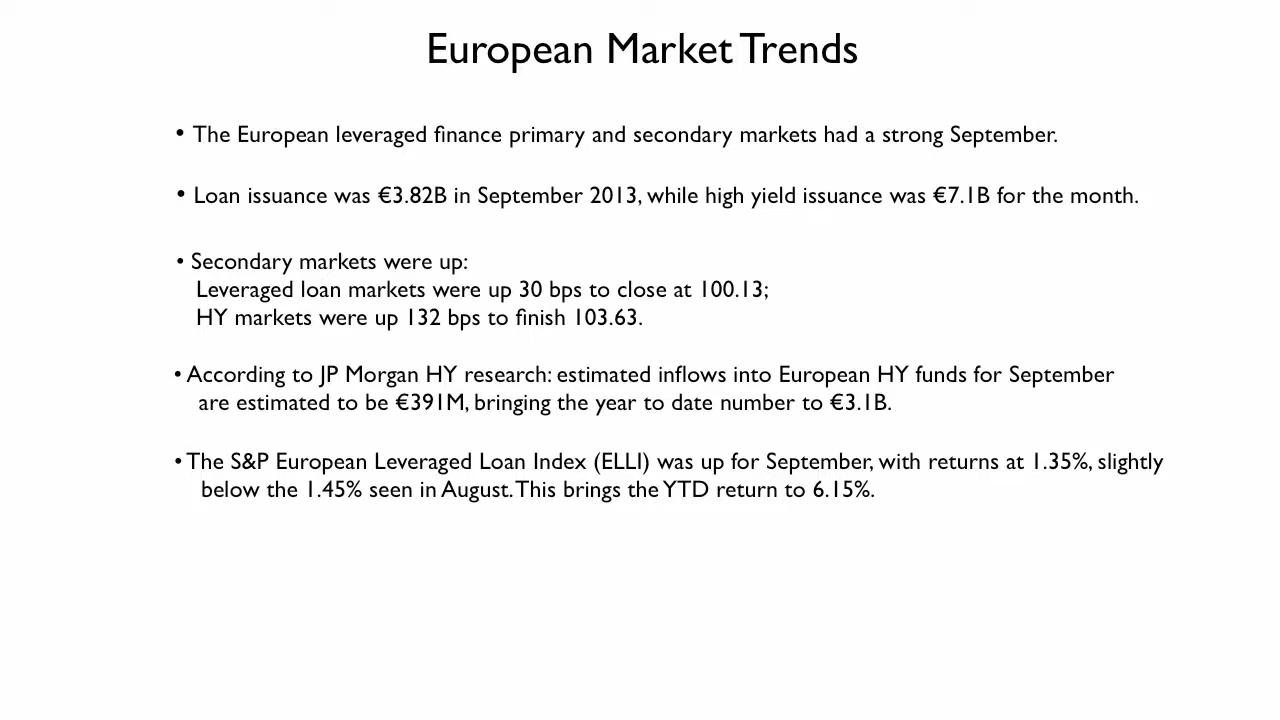 European Market Trends
• The European leveraged finance primary and secondary markets had a strong September.
• Loan issuance was €3.82B in September 2013, while high yield issuance was €7.1B for the month.
• Secondary markets were up:
Leveraged loan markets were up 30 bps to close at 100.13;
HY markets were up 132 bps to finish 103.63.
• According to JP Morgan HY research: estimated inflows into European HY funds for September
are estimated to be €391M, bringing the year to date number to €3.1B.
• The S&P European Leveraged Loan Index (ELLI) was up for September, with returns at 1.35%, slightly
below the 1.45% seen in August. This brings the YTD return to 6.15%.